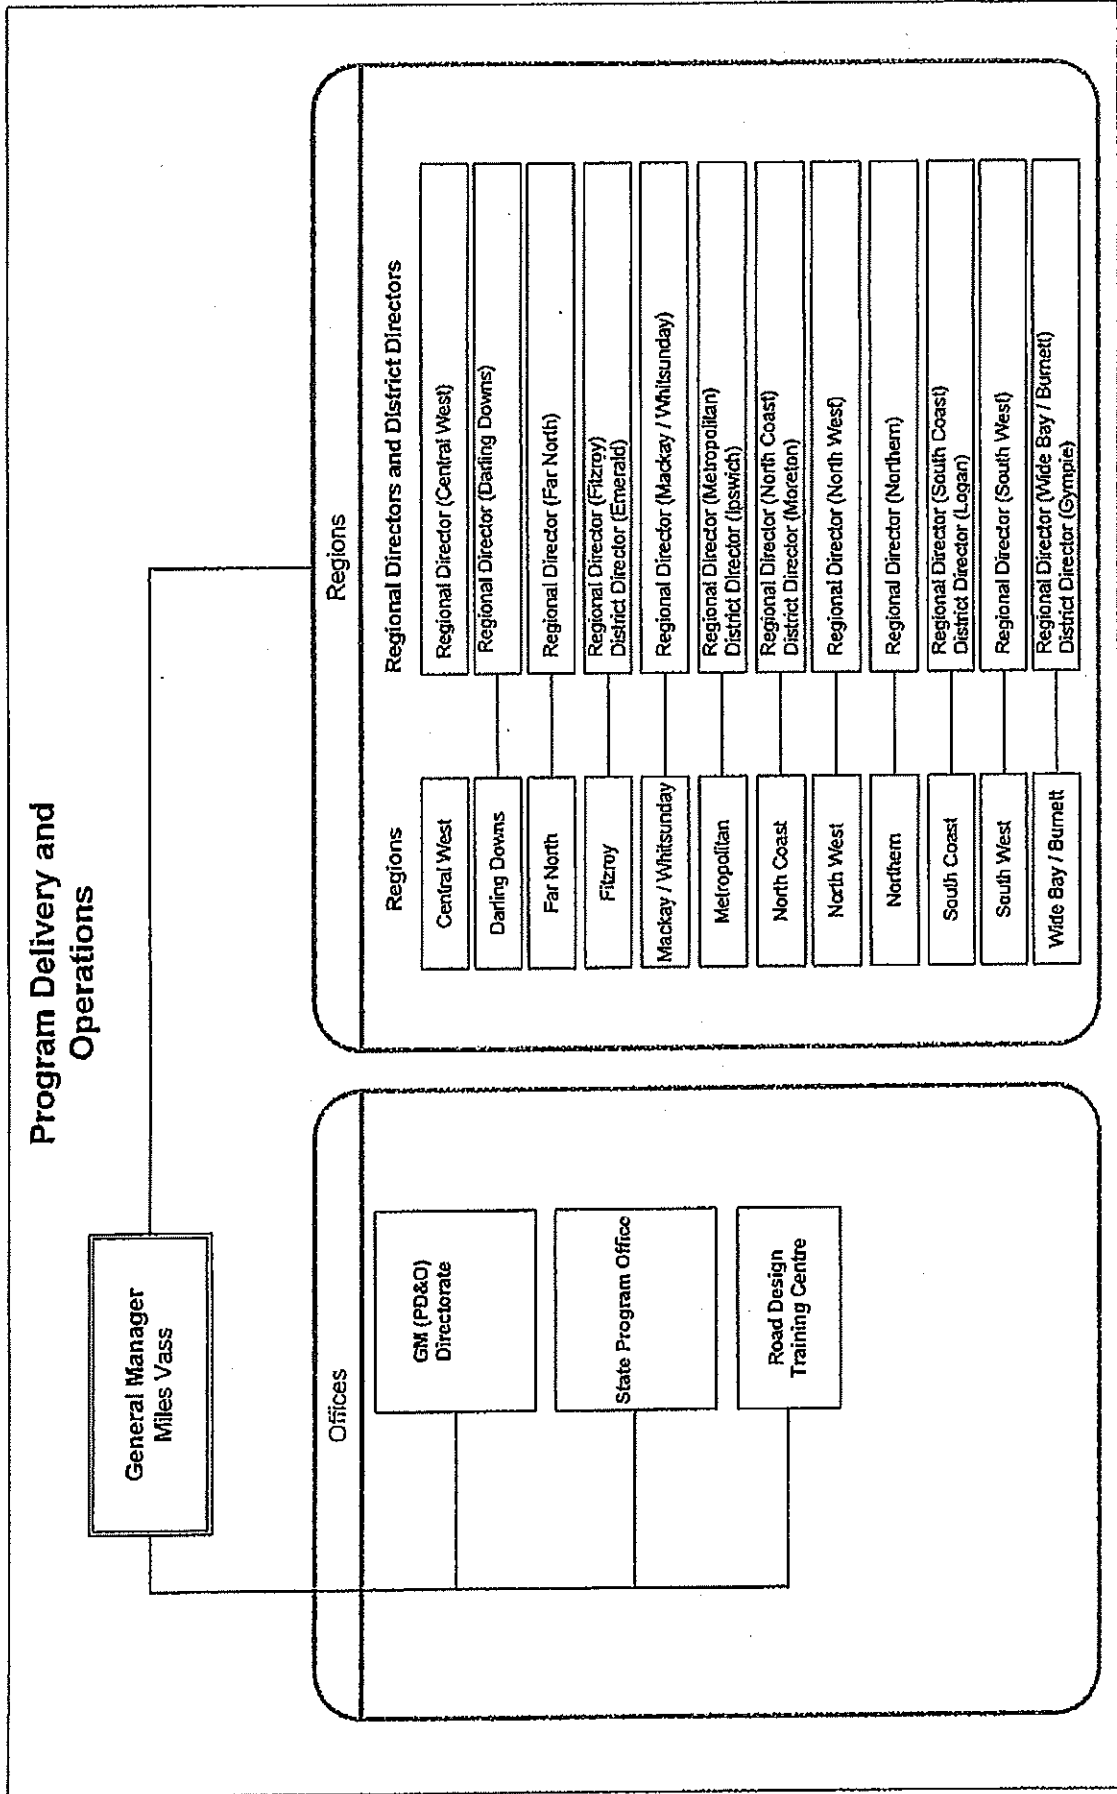 Program Delivery and
Operations
General Manager
Miles Vass
Offices
GM (PD&O)
Directorate
State Program Office
Road Design
Training Centre
Regions
Regions
Regional Directors and District Directors
Central West
Regional Director (Central West)
Darling Downs
Regional Director (Darling Downs)
Far North
Regional Director (Far North)
Fitzroy
Regional Director (Fitzroy)
District Director (Emerald)
Mackay / Whitsunday
Regional Director (Mackay / Whitsunday)
Metropolitan
Regional Director (Metropolitan)
District Director (Ipswich)
North Coast
Regional Director (North Coast)
District Director (Moreton)
North West
Regional Director (North West)
Northern
Regional Director (Northern)
South Coast
Regional Director (South Coast)
District Director (Logan)
South West
Regional Director (South West)
Wide Bay / Burnett
Regional Director (Wide Bay / Burnett)
District Director (Gympie)